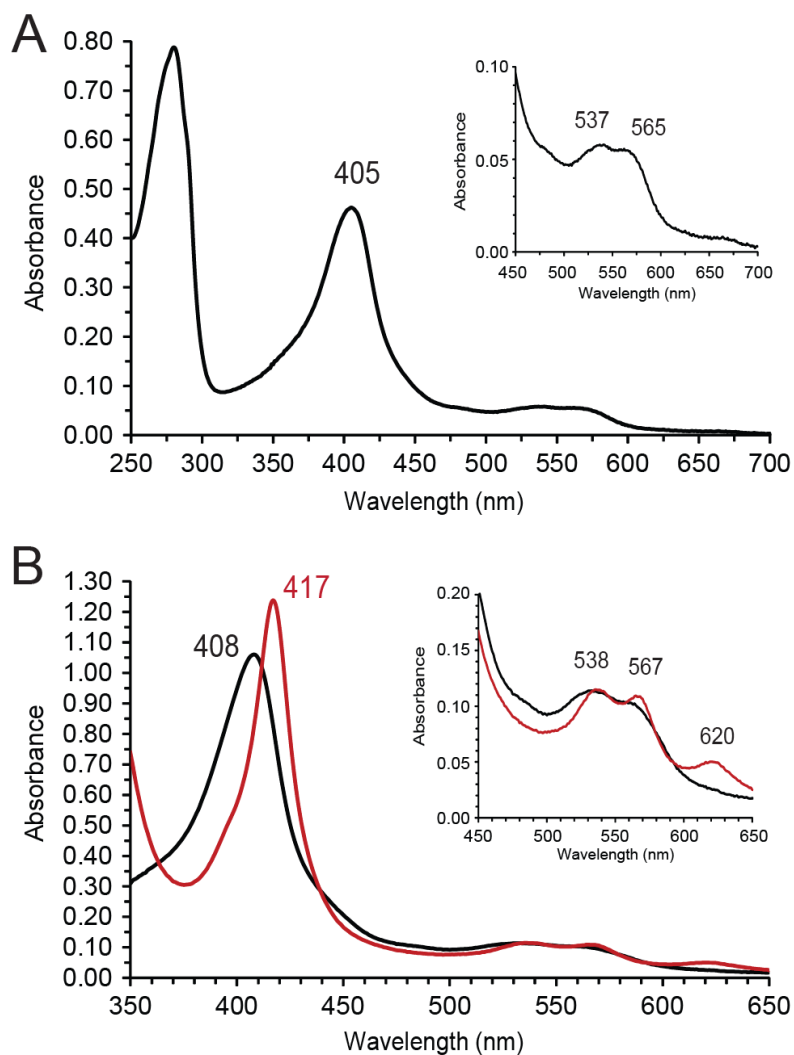 A
0.80
0.70
0.60
0.50
0.40
0.30
0.20
0.10
0.00
Absorbance
405
250 300 350 400 450 500 550 600 650 700
Wavelength (nm)
0.10
0.05
0.00
Absorbance
537 565
450 500 550 600 650 700
Wavelength (nm)
B
1.30
1.20
1.10
1.00
0.90
0.80
0.70
0.60
0.50
0.40
0.30
0.20
0.10
0.00
Absorbance
417
408
350 400 450 500 550 600 650
Wavelength (nm)
0.20
0.15
0.10
0.05
0.00
Absorbance
538 567
620
450 500 550 600 650
Wavelength (nm)